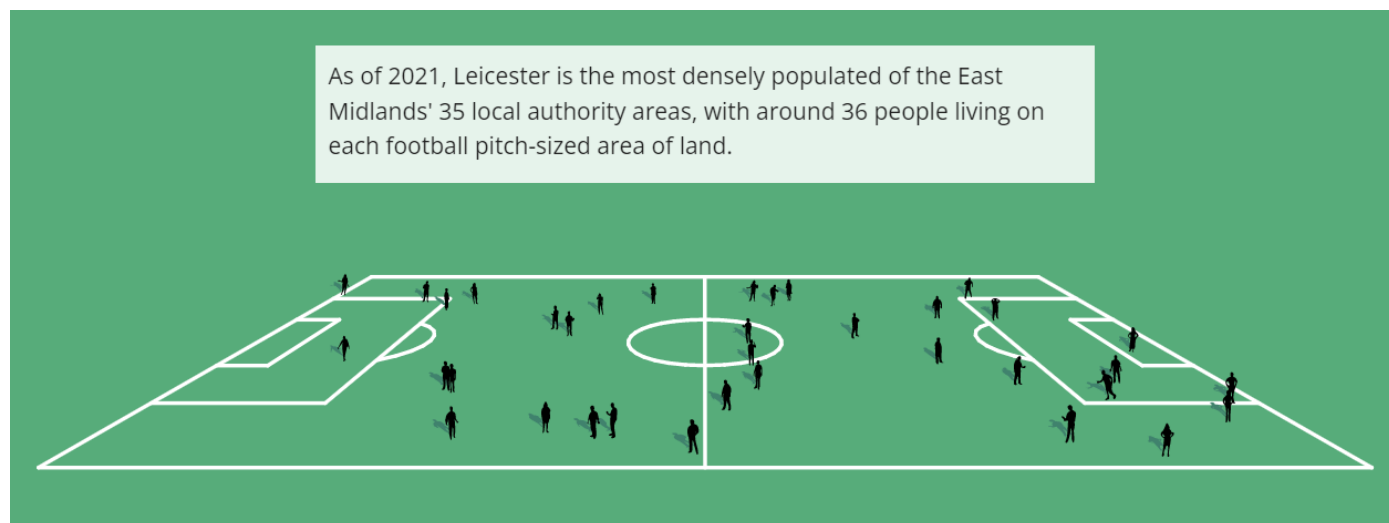 As of 2021, Leicester is the most densely populated of the East
Midlands' 35 local authority areas, with around 36 people living on
each football pitch-sized area of land.